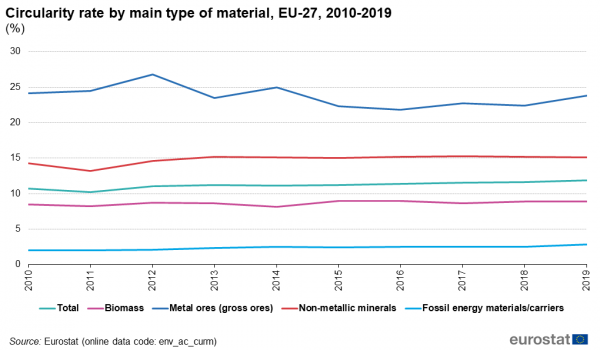 Circularity rate by main type of material, EU-27, 2010-2019
(%)
30
25
20
15
10
5
0
2010 2011 2012 2013 2014 2015 2016 2017 2018 2019
Total Biomass Metal ores (gross ores) Non-metallic minerals Fossil energy materials/carriers
Source: Eurostat (online data code: env_ac_curm)
eurostat